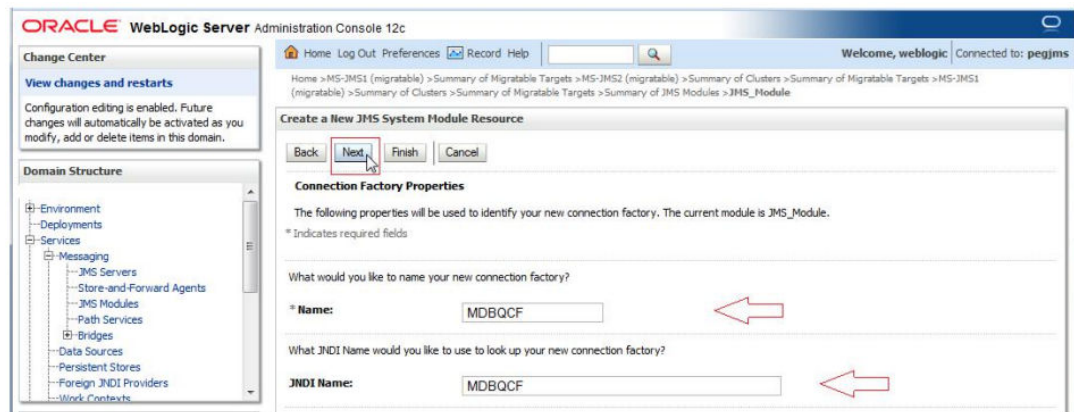 ORACLE WebLogic Server Administration Console 12c
Change Center
View changes and restarts
Configuration editing is enabled. Future
changes will automatically be activated as you
modify, add or delete items in this domain.
Domain Structure
Environment
Deployments
Services
Messaging
JMS Servers
Store-and-Forward Agents
JMS Modules
Path Services
Bridges
Data Sources
Persistent Stores
Foreign JNDI Providers
Work Contexts
Home Log Out Preferences Record Help
Welcome, weblogic Connected to: pegjms
Home >MS-JMS1 (migratable) >Summary of Migratable Targets >MS-JMS2 (migratable) >Summary of Clusters >Summary of Migratable Targets >MS-JMS1
(migratable) >Summary of Clusters >Summary of Migratable Targets >Summary of JMS Modules >JMS_Module
Create a New JMS System Module Resource
Back Next Finish Cancel
Connection Factory Properties
The following properties will be used to identify your new connection factory. The current module is JMS_Module.
* Indicates required fields
What would you like to name your new connection factory?
* Name: MDBQCF
What JNDI Name would you like to use to look up your new connection factory?
JNDI Name: MDBQCF